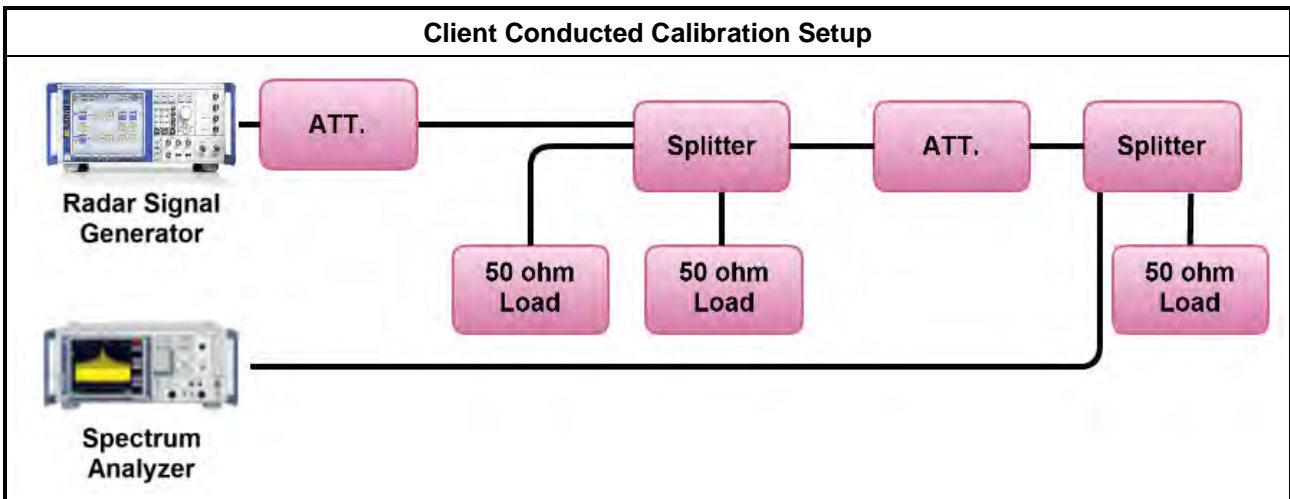 Client Conducted Calibration Setup
ATT.
Splitter
ATT.
Splitter
Radar Signal
Generator
50 ohm
Load
50 ohm
Load
50 ohm
Load
Spectrum
Analyzer